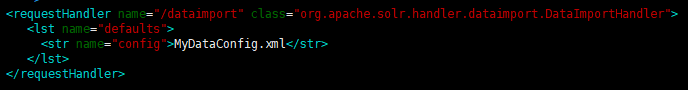 <requestHandler name="/dataimport" class="org.apache.solr.handler.dataimport.DataImportHandler">
<lst name="defaults">
<str name="config">MyDataConfig.xml</str>
</lst>
</requestHandler>